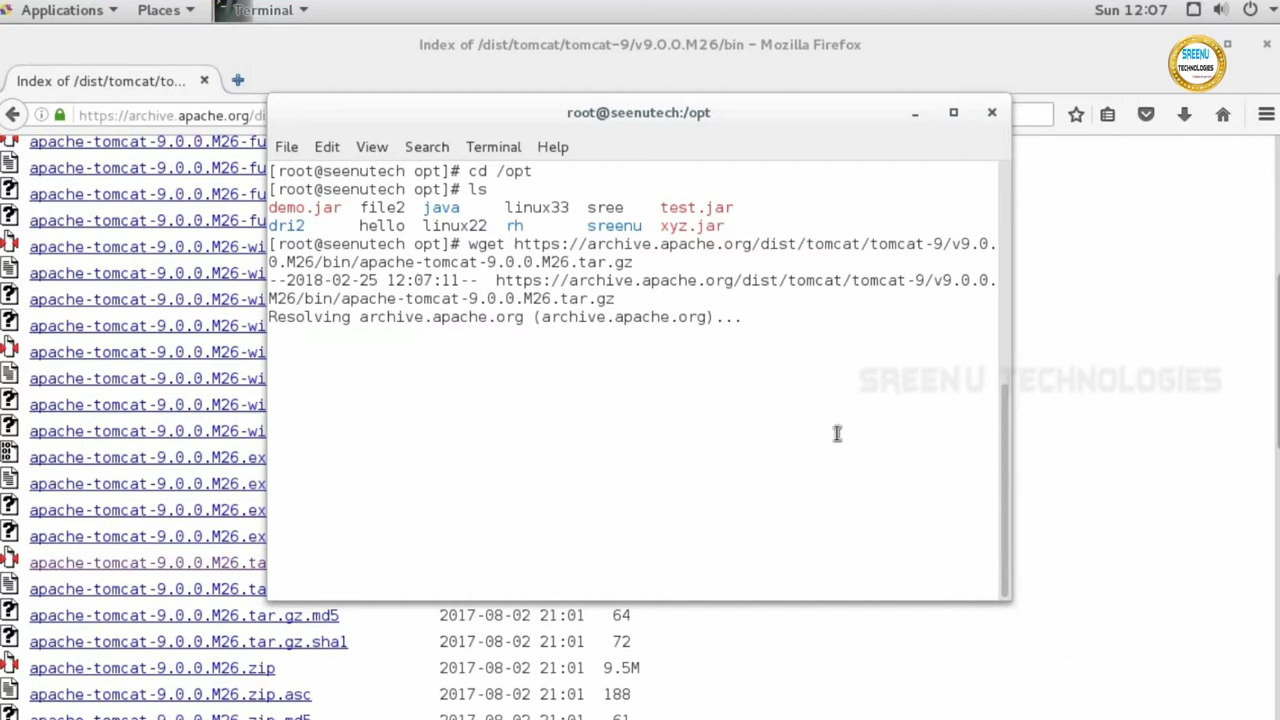 Applications Places Terminal Sun 12:07
Index of /dist/tomcat/tomcat-9/v9.0.0.M26/bin - Mozilla Firefox
SREENU
TECHNOLOGIES
Index of /dist/tomcat/to...
https://archive.apache.org/di
root@seenutech:/opt
File Edit View Search Terminal Help
[root@seenutech opt]# cd /opt
[root@seenutech opt]# ls
demo.jar file2 java linux33 sree test.jar
dri2 hello linux22 rh sreenu xyz.jar
[root@seenutech opt]# wget https://archive.apache.org/dist/tomcat/tomcat-9/v9.0.
0.M26/bin/apache-tomcat-9.0.0.M26.tar.gz
--2018-02-25 12:07:11-- https://archive.apache.org/dist/tomcat/tomcat-9/v9.0.0.
M26/bin/apache-tomcat-9.0.0.M26.tar.gz
Resolving archive.apache.org (archive.apache.org)...
SREENU TECHNOLOGIES
apache-tomcat-9.0.0.M26-fu
apache-tomcat-9.0.0.M26-fu
apache-tomcat-9.0.0.M26-fu
apache-tomcat-9.0.0.M26-fu
apache-tomcat-9.0.0.M26-wi
apache-tomcat-9.0.0.M26-wi
apache-tomcat-9.0.0.M26-wi
apache-tomcat-9.0.0.M26-wi
apache-tomcat-9.0.0.M26-wi
apache-tomcat-9.0.0.M26-wi
apache-tomcat-9.0.0.M26-wi
apache-tomcat-9.0.0.M26-wi
apache-tomcat-9.0.0.M26.ex
apache-tomcat-9.0.0.M26.ex
apache-tomcat-9.0.0.M26.ex
apache-tomcat-9.0.0.M26.ex
apache-tomcat-9.0.0.M26.ta
apache-tomcat-9.0.0.M26.ta
apache-tomcat-9.0.0.M26.tar.gz.md5 2017-08-02 21:01 64
apache-tomcat-9.0.0.M26.tar.gz.sha1 2017-08-02 21:01 72
apache-tomcat-9.0.0.M26.zip 2017-08-02 21:01 9.5M
apache-tomcat-9.0.0.M26.zip.asc 2017-08-02 21:01 188
apache-tomcat-9.0.0.M26.zip.md5 2017-08-02 21:01 61